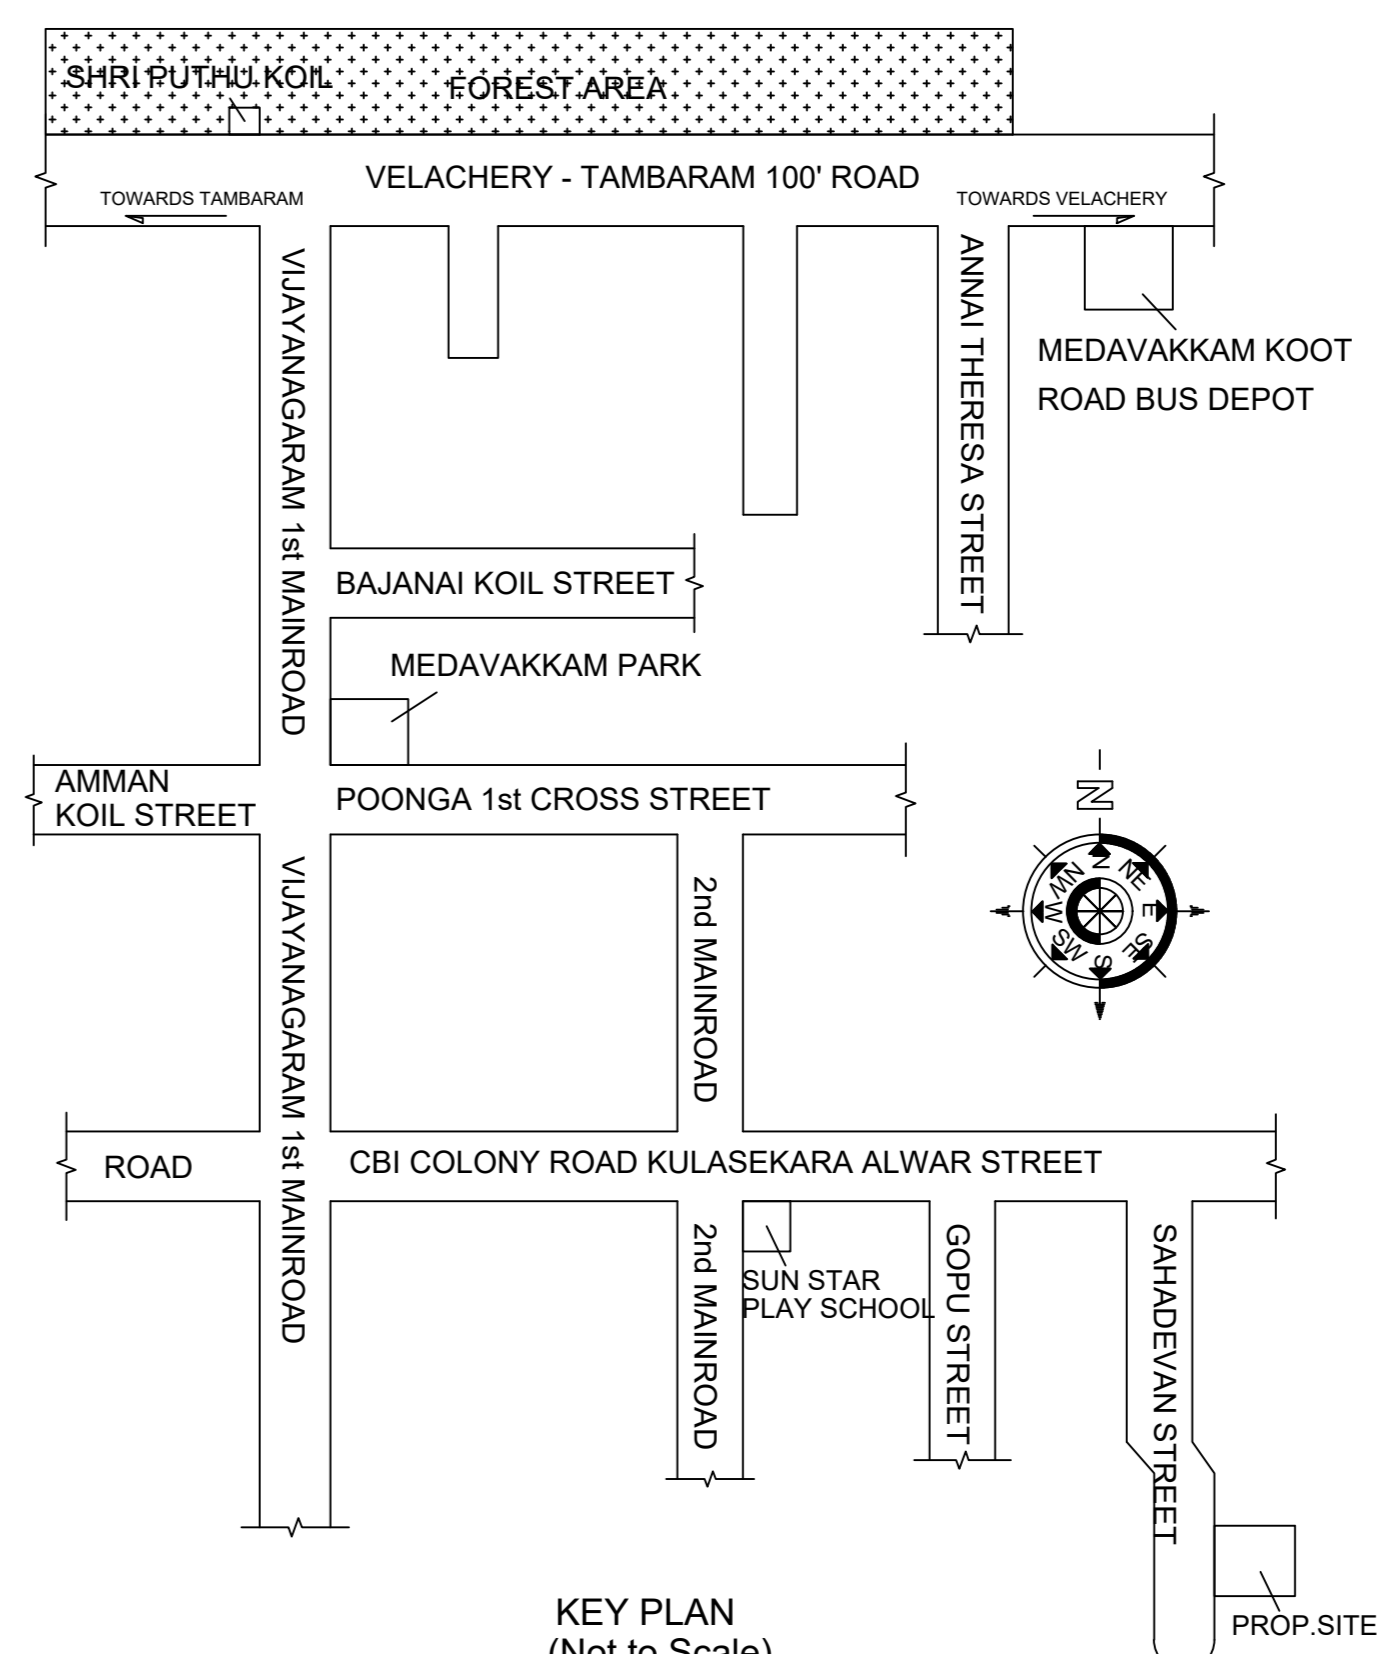 SHRI PUTHU KOIL
FOREST AREA
VELACHERY - TAMBARAM 100' ROAD
TOWARDS TAMBARAM
TOWARDS VELACHERY
VIJAYANAGARAM 1st MAINROAD
ANNAI THERESA STREET
MEDAVAKKAM KOOT
ROAD BUS DEPOT
BAJANAI KOIL STREET
MEDAVAKKAM PARK
AMMAN
KOIL STREET
POONGA 1st CROSS STREET
N
N
NE
E
SE
S
SW
W
NW
VIJAYANAGARAM 1st MAINROAD
2nd MAINROAD
ROAD
CBI COLONY ROAD KULASEKARA ALWAR STREET
2nd MAINROAD
SUN STAR
PLAY SCHOOL
GOPU STREET
SAHADEVAN STREET
PROP.SITE
KEY PLAN
(Not to Scale)